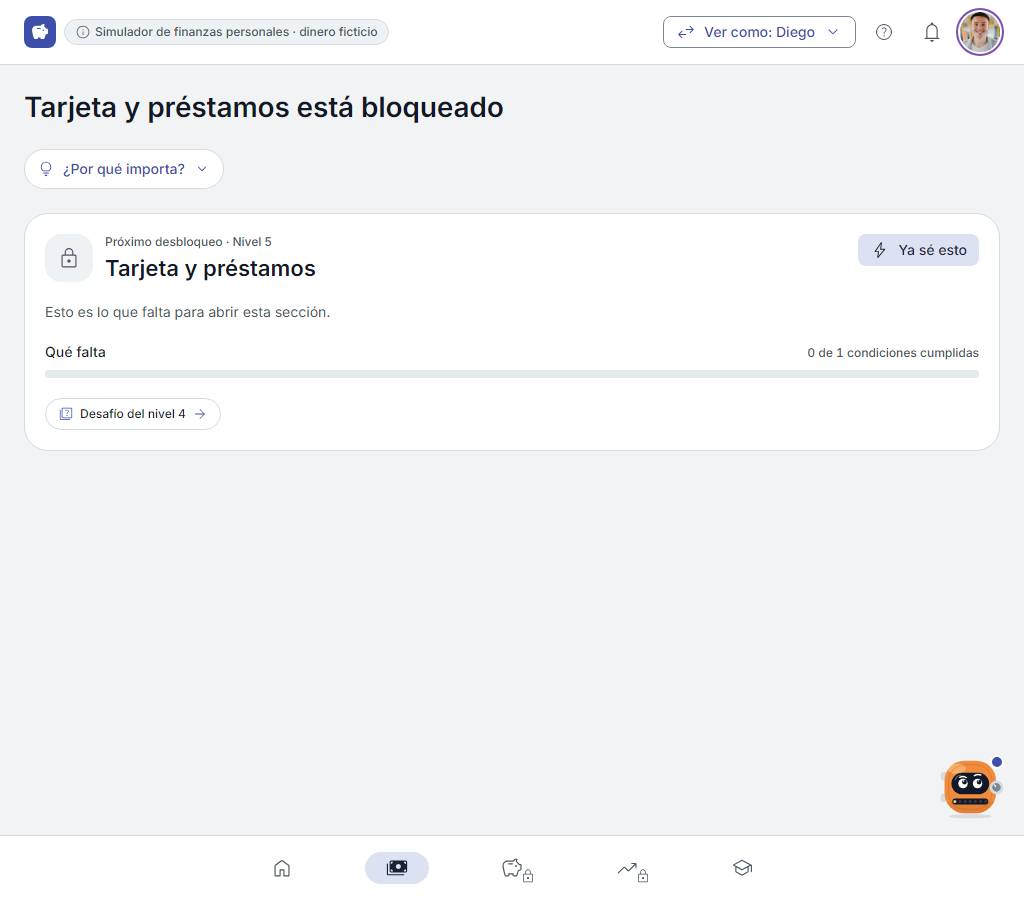 Simulador de finanzas personales · dinero ficticio
Ver como: Diego
Tarjeta y préstamos está bloqueado
¿Por qué importa?
Próximo desbloqueo · Nivel 5
Tarjeta y préstamos
Ya sé esto
Esto es lo que falta para abrir esta sección.
Qué falta
0 de 1 condiciones cumplidas
Desafío del nivel 4